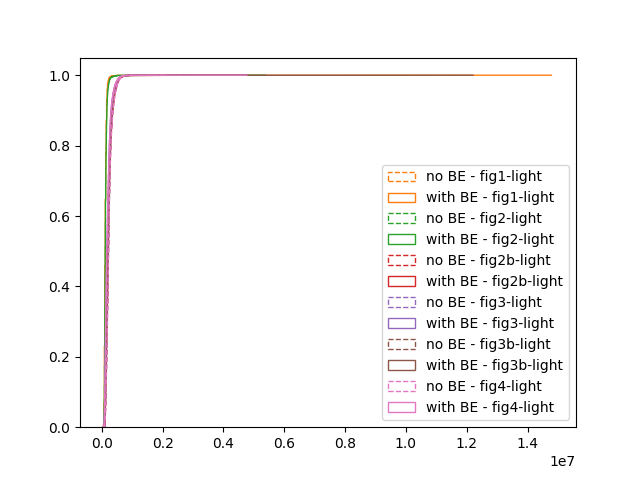 1.0
0.8
0.6
0.4
0.2
0.0
no BE - fig1-light
with BE - fig1-light
no BE - fig2-light
with BE - fig2-light
no BE - fig2b-light
with BE - fig2b-light
no BE - fig3-light
with BE - fig3-light
no BE - fig3b-light
with BE - fig3b-light
no BE - fig4-light
with BE - fig4-light
0.0 0.2 0.4 0.6 0.8 1.0 1.2 1.4
1e7